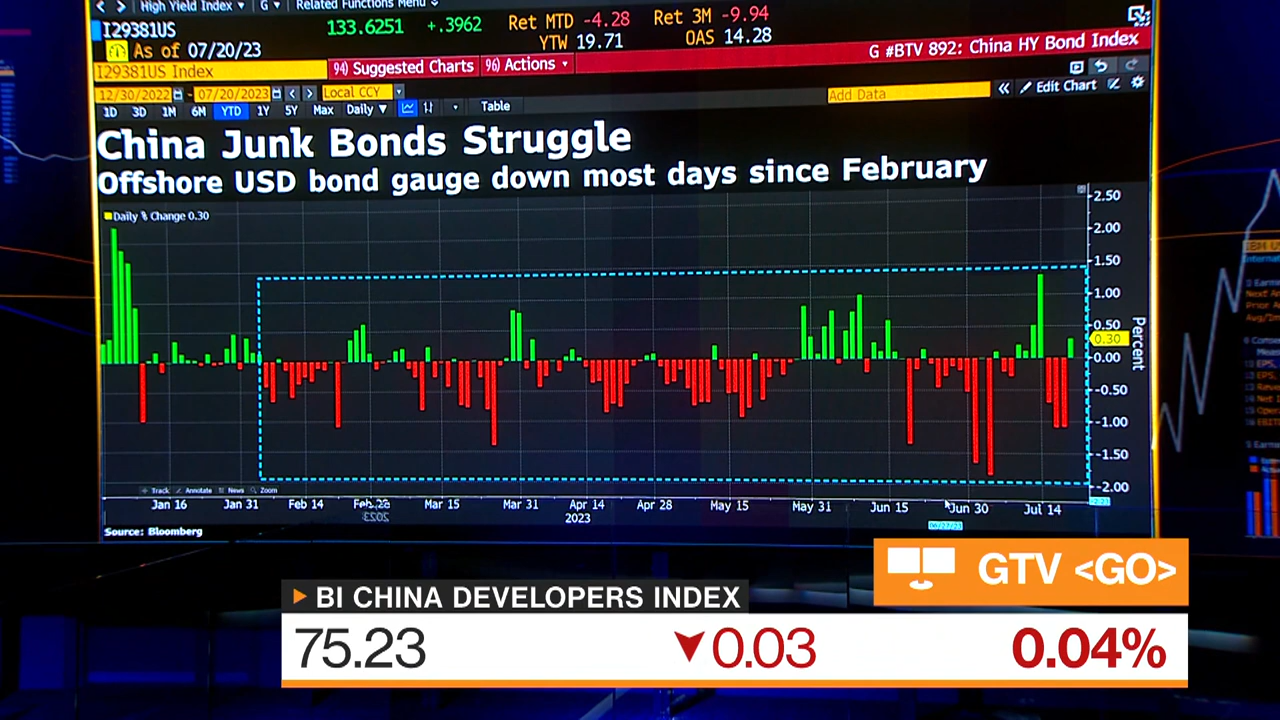 High Yield Index ▾ G ▾ Related Functions Menu
I29381US 133.6251 +.3962 Ret MTD -4.28 Ret 3M -9.94
As of 07/20/23 YTW 19.71 OAS 14.28
I29381US Index 94) Suggested Charts 96) Actions ▾ G #BTV 892: China HY Bond Index
12/30/2022 - 07/20/2023 Local CCY Add Data « Edit Chart
1D 3D 1M 6M YTD 1Y 5Y Max Daily ▼ Table
China Junk Bonds Struggle
Offshore USD bond gauge down most days since February
Daily % Change 0.30
2.50
2.00
1.50
1.00
0.50
0.30
0.00
-0.50
-1.00
-1.50
-2.00
Percent
Track Annotate News Zoom
Jan 16 Jan 31 Feb 14 Feb 28 Mar 15 Mar 31 Apr 14 Apr 28 May 15 May 31 Jun 15 Jun 30 Jul 14
2023
06/27/23
Source: Bloomberg
GTV <GO>
BI CHINA DEVELOPERS INDEX
75.23 ▼0.03 0.04%